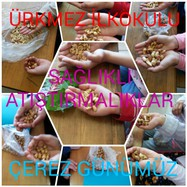 ÜRKMEZ İLKOKULU
SAĞLIKLI
ATIŞTIRMALIKLAR
ÇEREZ GÜNÜMÜZ